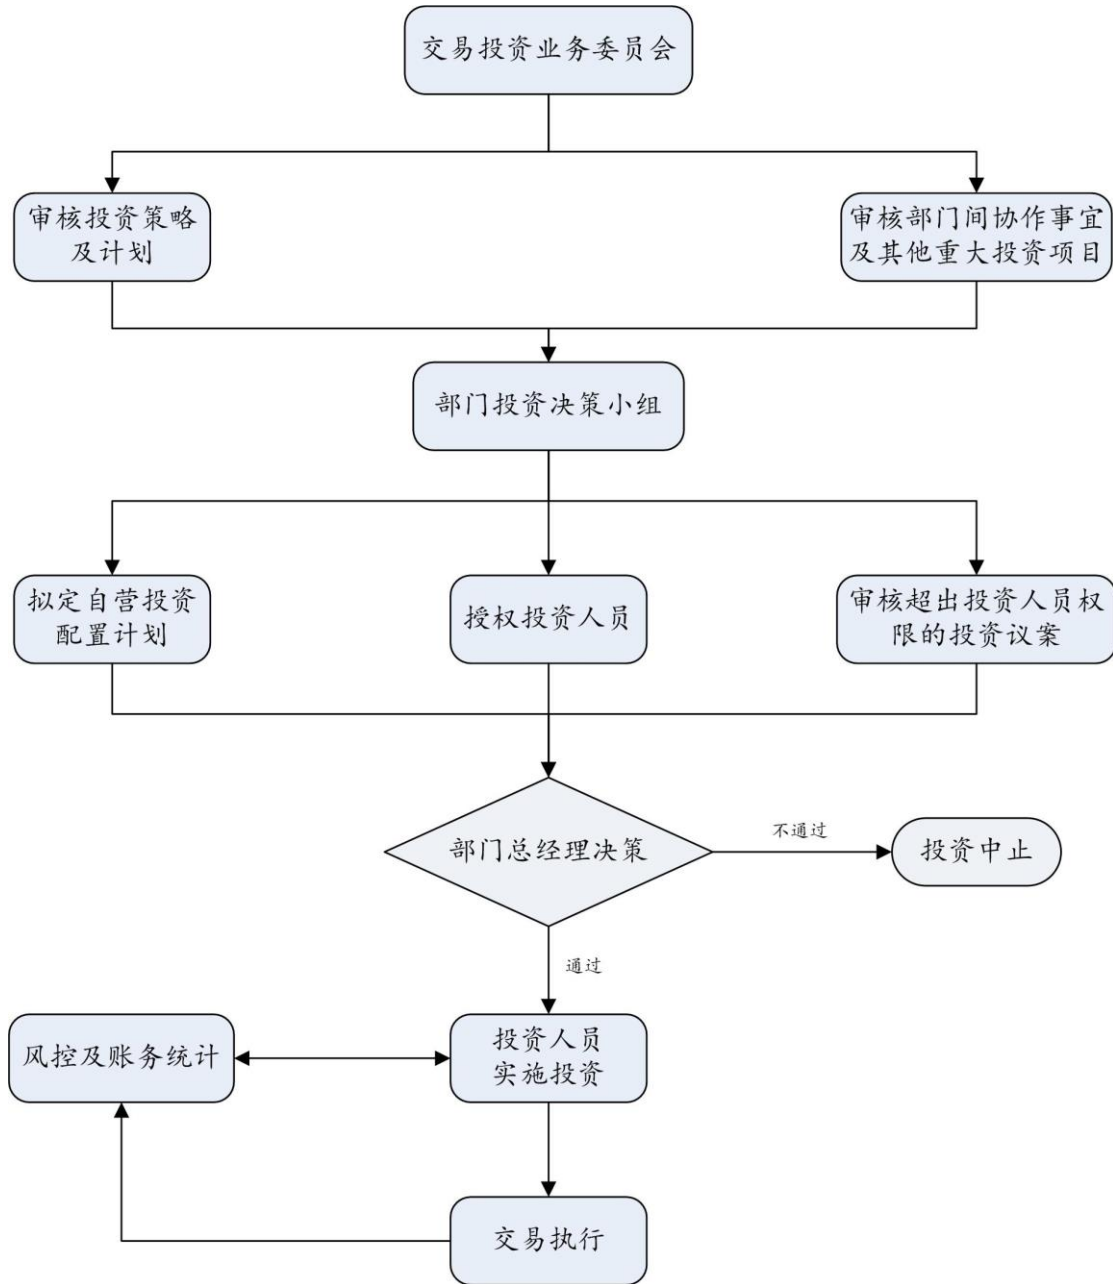 交易投资业务委员会
审核投资策略
及计划
审核部门间协作事宜
及其他重大投资项目
部门投资决策小组
拟定自营投资
配置计划
授权投资人员
审核超出投资人员权
限的投资议案
部门总经理决策
不通过
投资中止
通过
风控及账务统计
投资人员
实施投资
交易执行